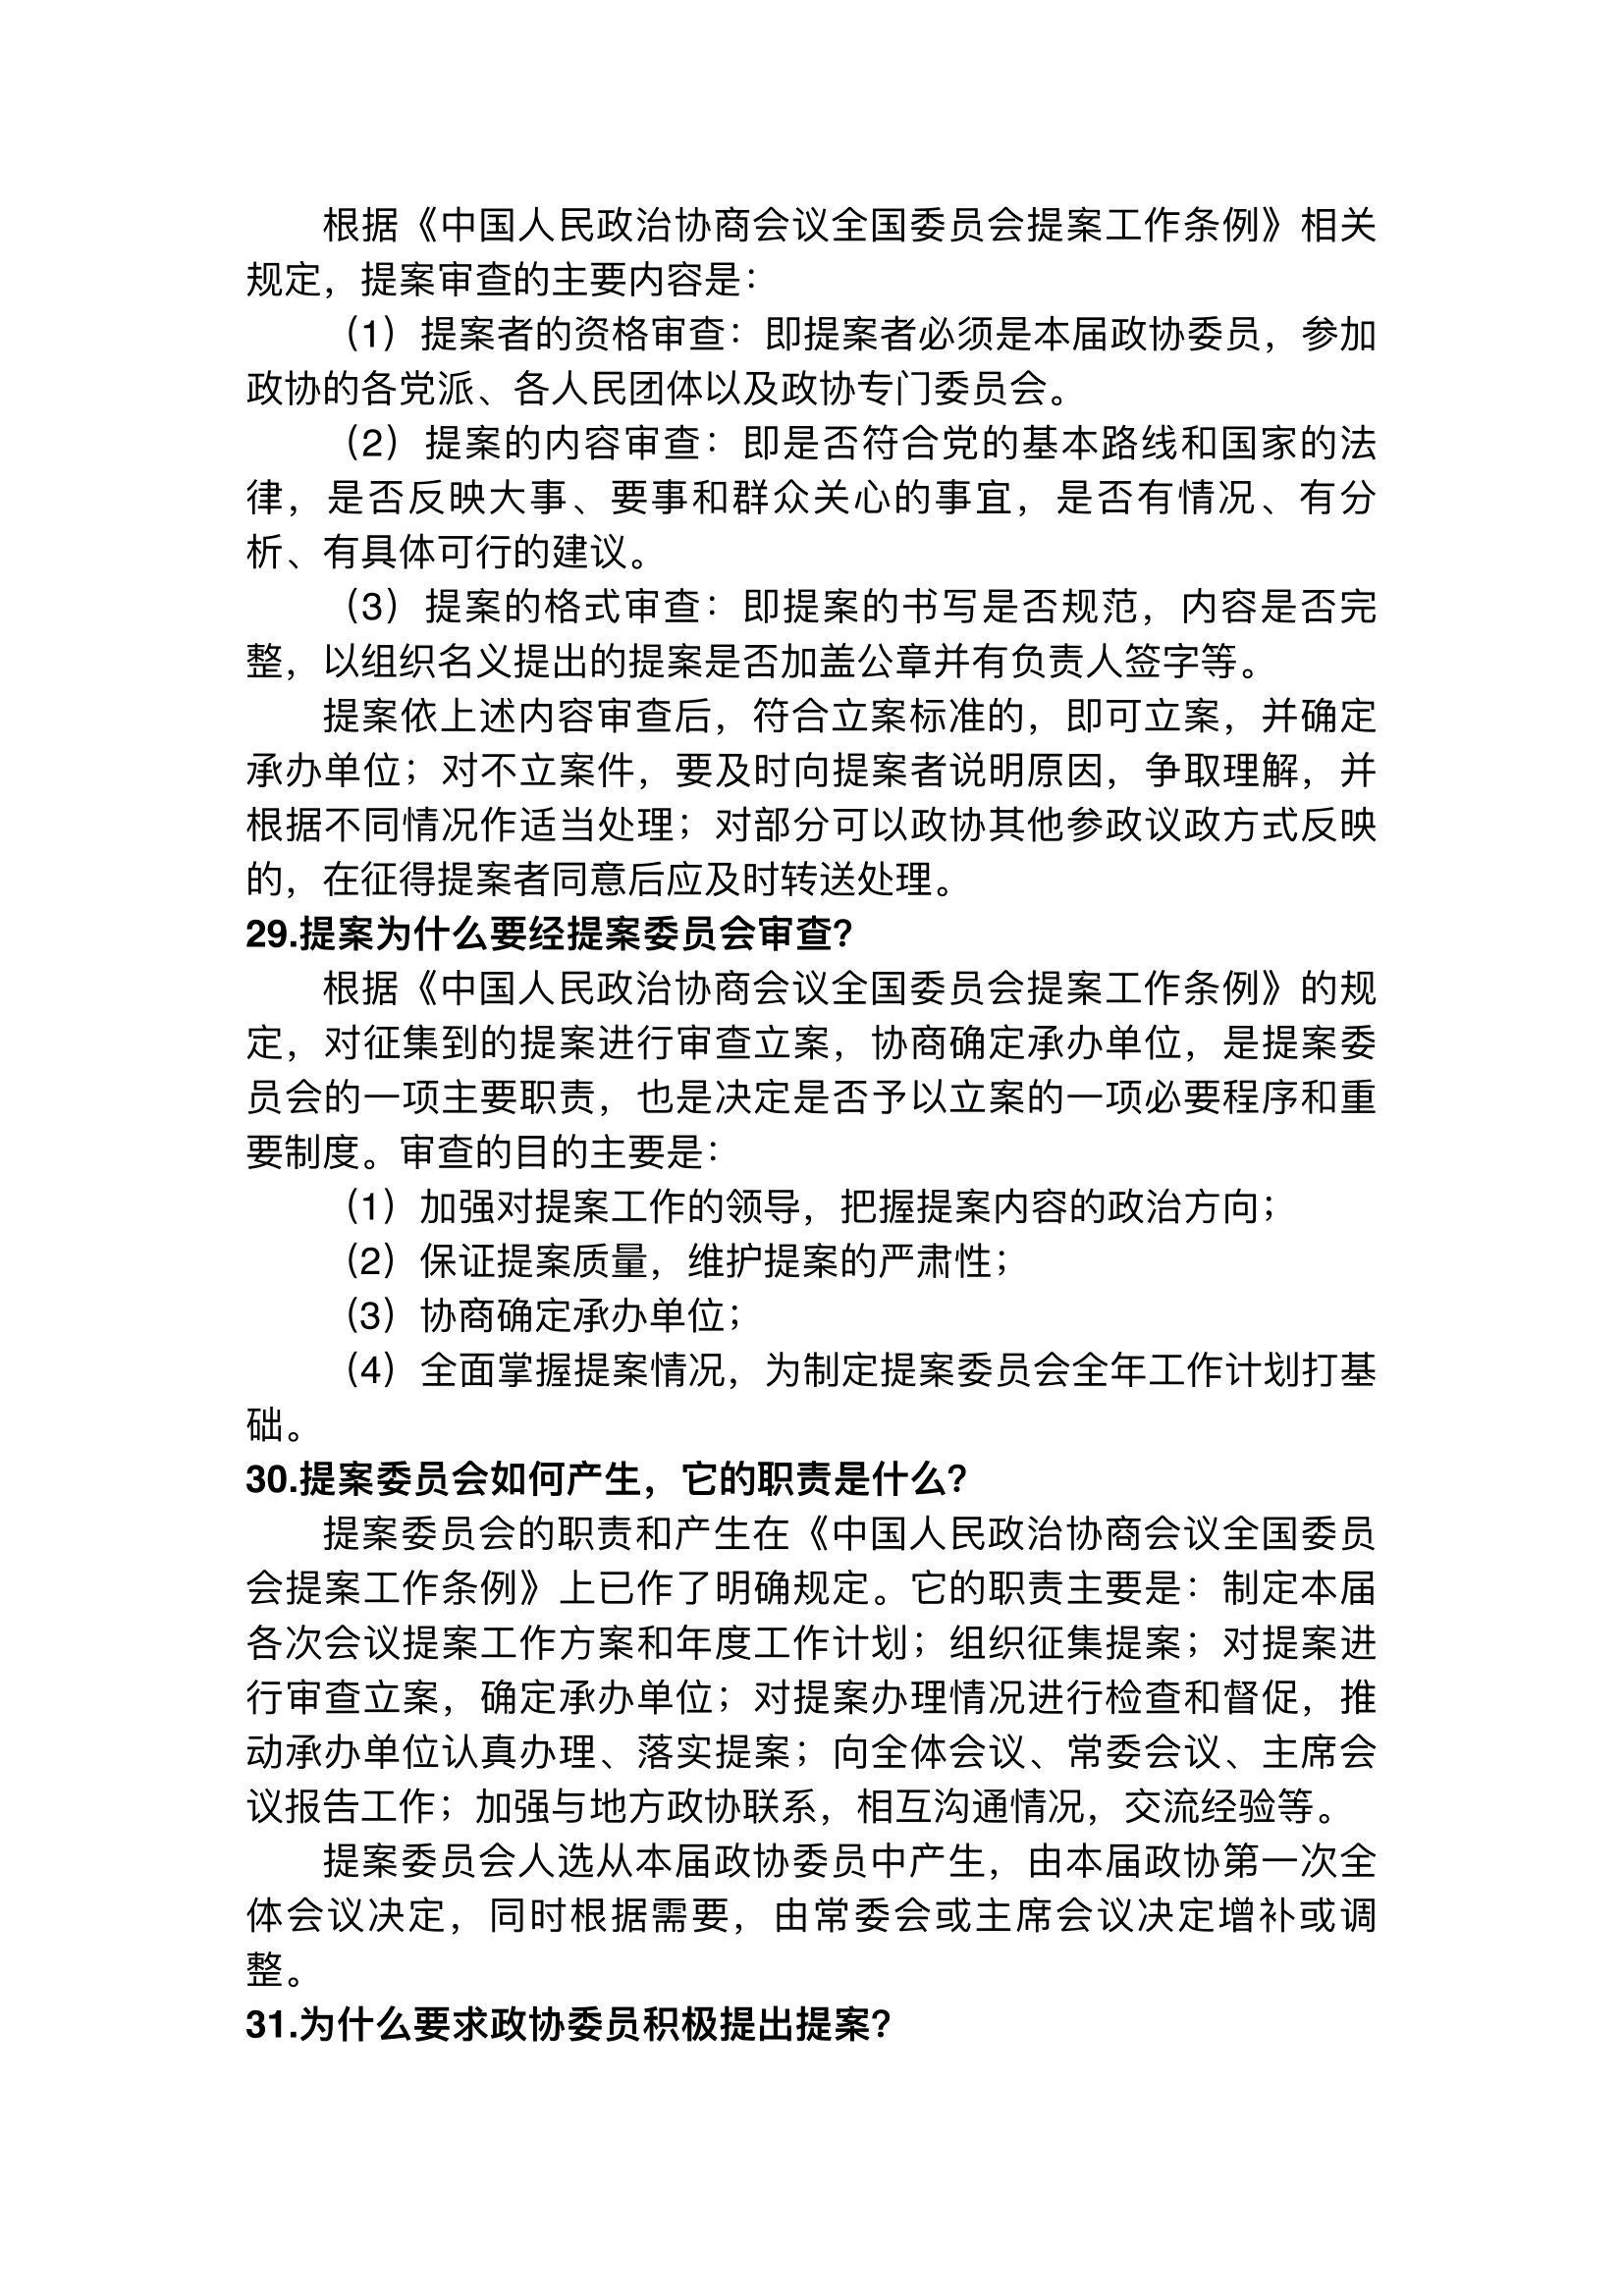 根据《中国人民政治协商会议全国委员会提案工作条例》相关
规定，提案审查的主要内容是：
（1）提案者的资格审查：即提案者必须是本届政协委员，参加
政协的各党派、各人民团体以及政协专门委员会。
（2）提案的内容审查：即是否符合党的基本路线和国家的法
律，是否反映大事、要事和群众关心的事宜，是否有情况、有分
析、有具体可行的建议。
（3）提案的格式审查：即提案的书写是否规范，内容是否完
整，以组织名义提出的提案是否加盖公章并有负责人签字等。
提案依上述内容审查后，符合立案标准的，即可立案，并确定
承办单位；对不立案件，要及时向提案者说明原因，争取理解，并
根据不同情况作适当处理；对部分可以政协其他参政议政方式反映
的，在征得提案者同意后应及时转送处理。
29.提案为什么要经提案委员会审查？
根据《中国人民政治协商会议全国委员会提案工作条例》的规
定，对征集到的提案进行审查立案，协商确定承办单位，是提案委
员会的一项主要职责，也是决定是否予以立案的一项必要程序和重
要制度。审查的目的主要是：
（1）加强对提案工作的领导，把握提案内容的政治方向；
（2）保证提案质量，维护提案的严肃性；
（3）协商确定承办单位；
（4）全面掌握提案情况，为制定提案委员会全年工作计划打基
础。
30.提案委员会如何产生，它的职责是什么？
提案委员会的职责和产生在《中国人民政治协商会议全国委员
会提案工作条例》上已作了明确规定。它的职责主要是：制定本届
各次会议提案工作方案和年度工作计划；组织征集提案；对提案进
行审查立案，确定承办单位；对提案办理情况进行检查和督促，推
动承办单位认真办理、落实提案；向全体会议、常委会议、主席会
议报告工作；加强与地方政协联系，相互沟通情况，交流经验等。
提案委员会人选从本届政协委员中产生，由本届政协第一次全
体会议决定，同时根据需要，由常委会或主席会议决定增补或调
整。
31.为什么要求政协委员积极提出提案？